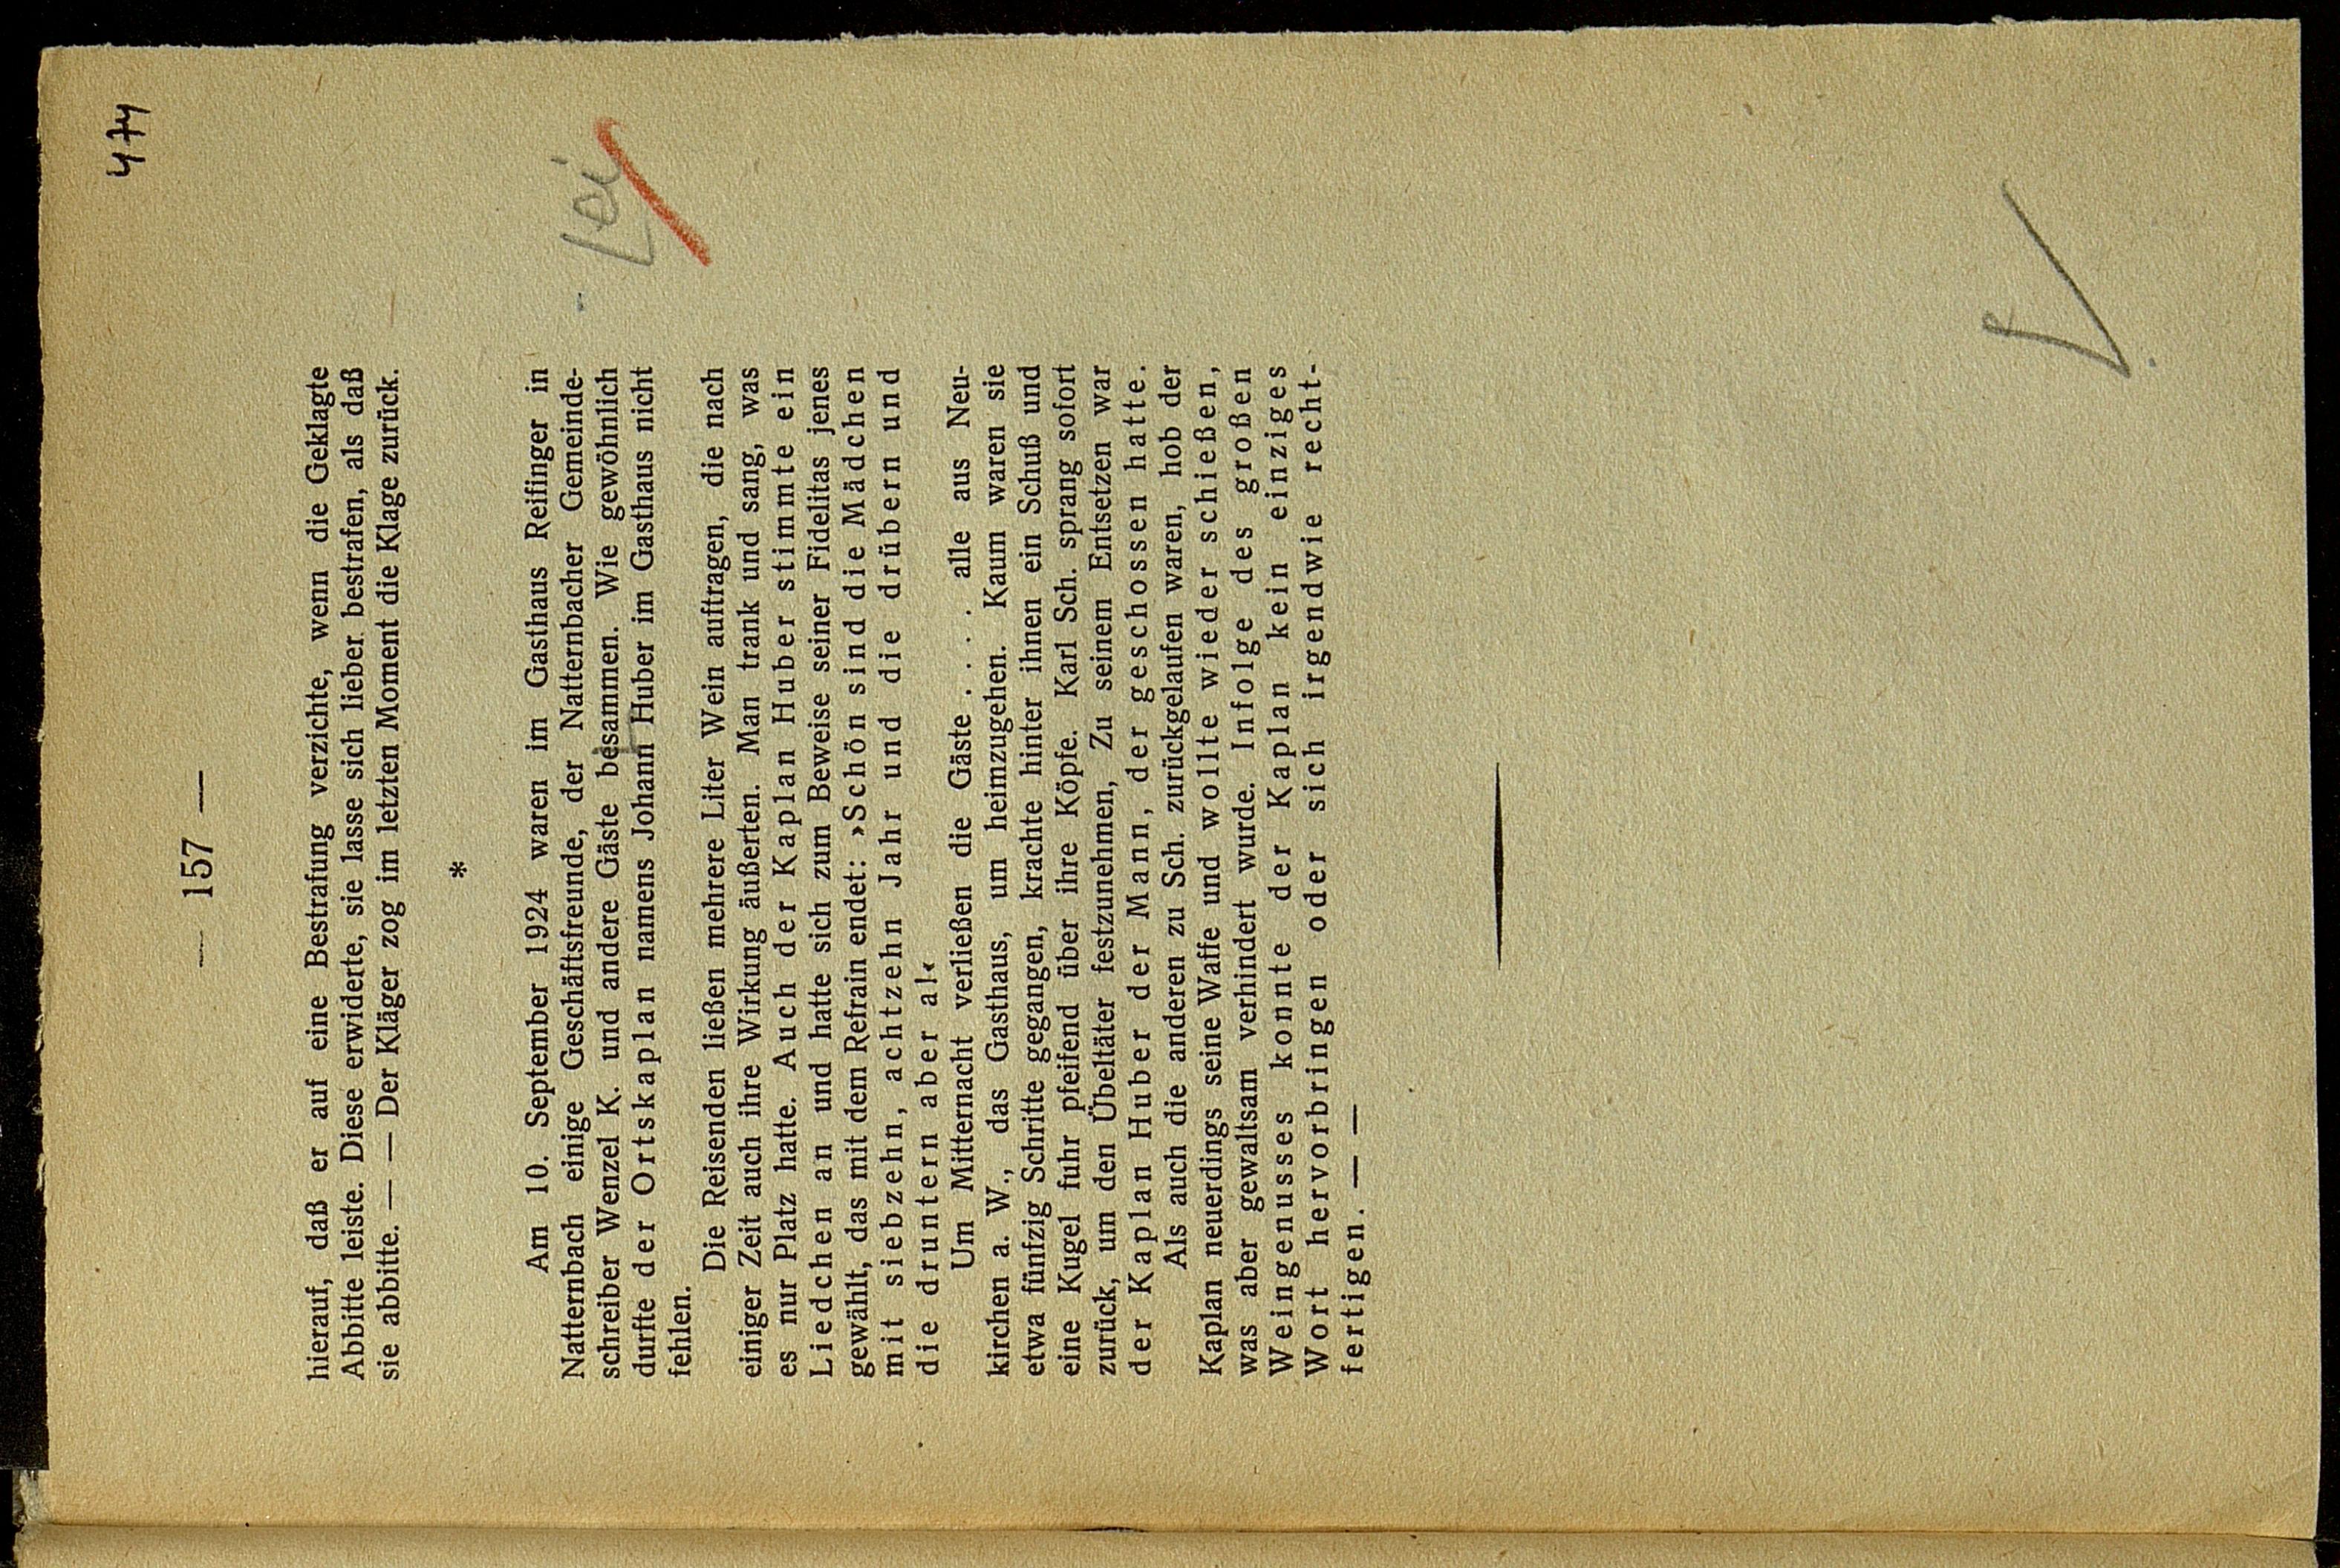 474
— 157 —
hierauf, daß er auf eine Bestrafung verzichte, wenn die Geklagte
Abbitte leiste. Diese erwiderte, sie lasse sich lieber bestrafen, als daß
sie abbitte. — — Der Kläger zog im letzten Moment die Klage zurück.
*
Am 10. September 1924 waren im Gasthaus Reifinger in
Natternbach einige Geschäftsfreunde, der Natternbacher Gemeinde-
schreiber Wenzel K. und andere Gäste besammen. Wie gewöhnlich
durfte der Ortskaplan namens Johann Huber im Gasthaus nicht
fehlen.
Die Reisenden ließen mehrere Liter Wein auftragen, die nach
einiger Zeit auch ihre Wirkung äußerten. Man trank und sang, was
es nur Platz hatte. Auch der Kaplan Huber stimmte ein
Liedchen an und hatte sich zum Beweise seiner Fidelitas jenes
gewählt, das mit dem Refrain endet: »Schön sind die Mädchen
mit siebzehn, achtzehn Jahr und die drübern und
die druntern aber a!«
Um Mitternacht verließen die Gäste . . . . alle aus Neu-
kirchen a. W., das Gasthaus, um heimzugehen. Kaum waren sie
etwa fünfzig Schritte gegangen, krachte hinter ihnen ein Schuß und
eine Kugel fuhr pfeifend über ihre Köpfe. Karl Sch. sprang sofort
zurück, um den Übeltäter festzunehmen, Zu seinem Entsetzen war
der Kaplan Huber der Mann, der geschossen hatte.
Als auch die anderen zu Sch. zurückgelaufen waren, hob der
Kaplan neuerdings seine Waffe und wollte wieder schießen,
was aber gewaltsam verhindert wurde. Infolge des großen
Weingenusses konnte der Kaplan kein einziges
Wort hervorbringen oder sich irgendwie recht-
fertigen. — —